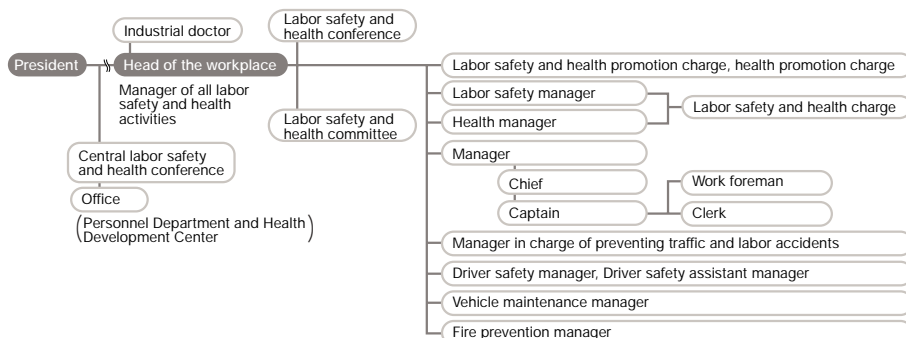 Industrial doctor
Labor safety and
health conference
President
Head of the workplace
Manager of all labor
safety and health
activities
Labor safety and
health committee
Central labor safety
and health conference
Office
(Personnel Department and Health
Development Center)
Labor safety and health promotion charge, health promotion charge
Labor safety manager
Health manager
Labor safety and health charge
Manager
Chief
Captain
Work foreman
Clerk
Manager in charge of preventing traffic and labor accidents
Driver safety manager, Driver safety assistant manager
Vehicle maintenance manager
Fire prevention manager